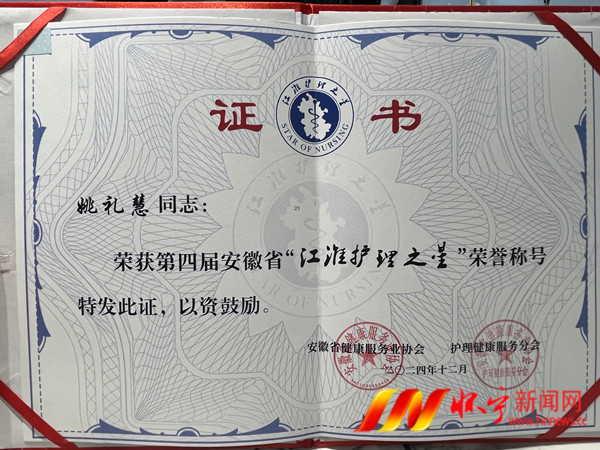 证 书
江淮护理之星
STAR OF NURSING
姚礼慧同志：
荣获第四届安徽省“江淮护理之星”荣誉称号
特发此证，以资鼓励。
安徽省健康服务业协会 护理健康服务分会
二〇二四年十二月
怀宁新闻网